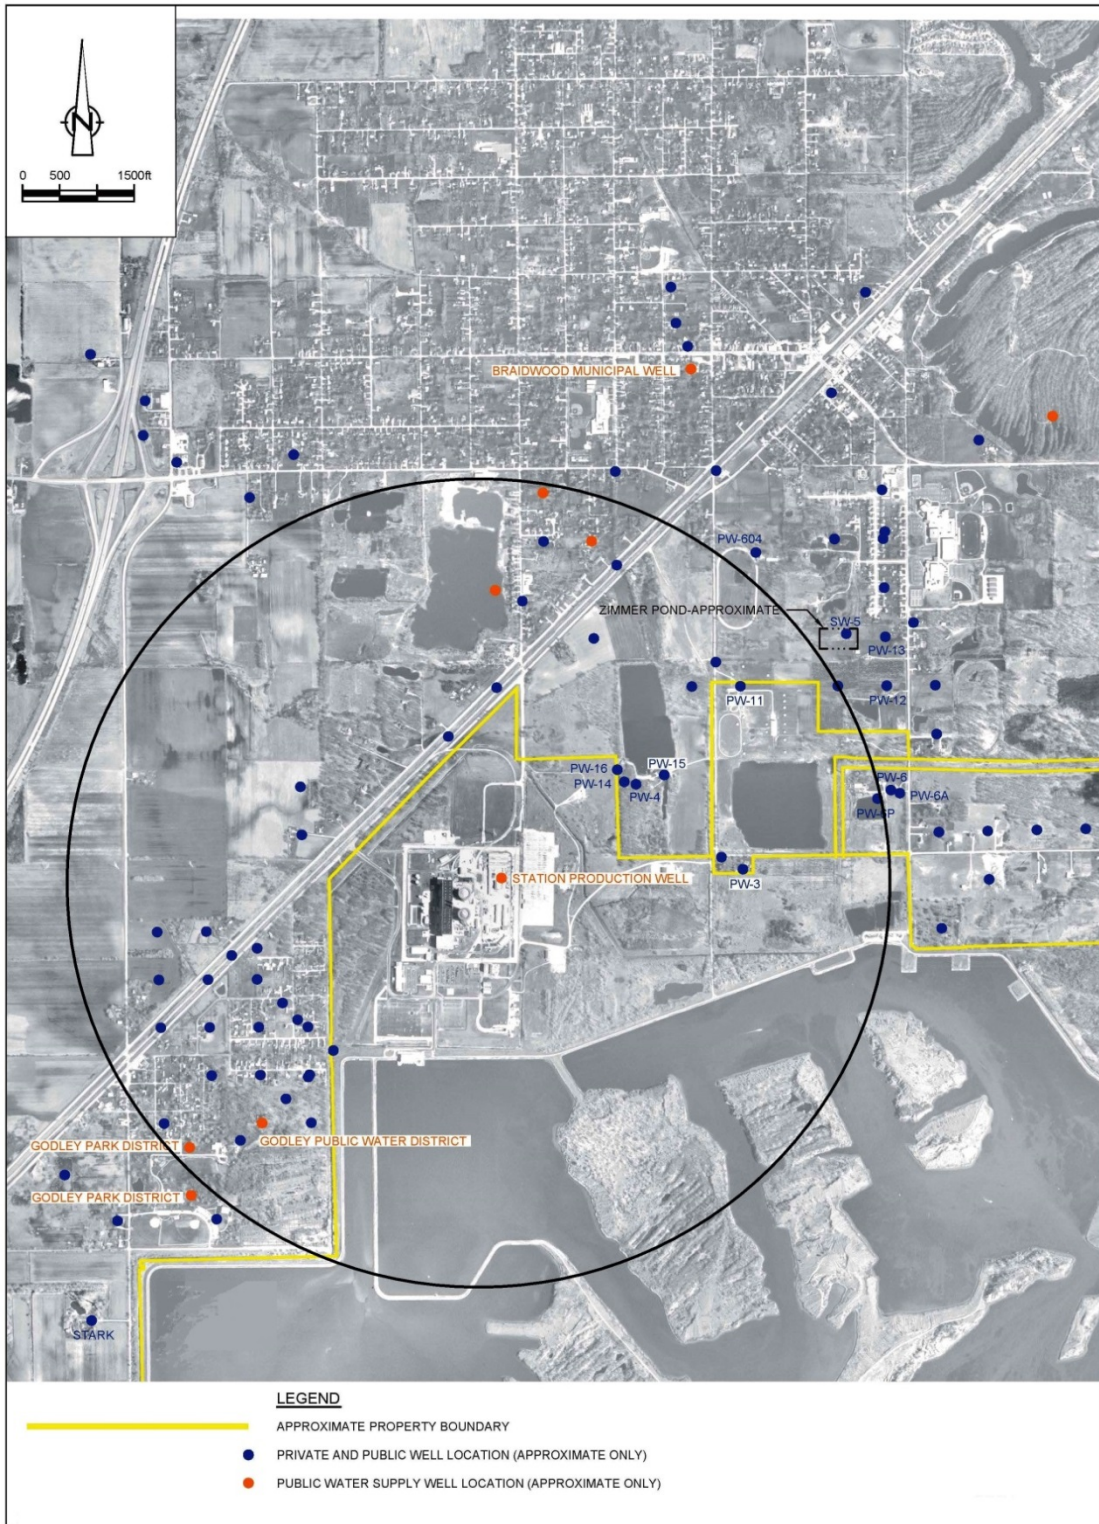 N
0 500 1500ft
BRAIDWOOD MUNICIPAL WELL
PW-604
ZIMMER POND-APPROXIMATE
SW-5
PW-13
PW-11
PW-12
PW-16
PW-15
PW-14
PW-4
PW-6
PW-6A
PW-6P
STATION PRODUCTION WELL
PW-3
GODLEY PUBLIC WATER DISTRICT
GODLEY PARK DISTRICT
GODLEY PARK DISTRICT
STARK
LEGEND
APPROXIMATE PROPERTY BOUNDARY
PRIVATE AND PUBLIC WELL LOCATION (APPROXIMATE ONLY)
PUBLIC WATER SUPPLY WELL LOCATION (APPROXIMATE ONLY)